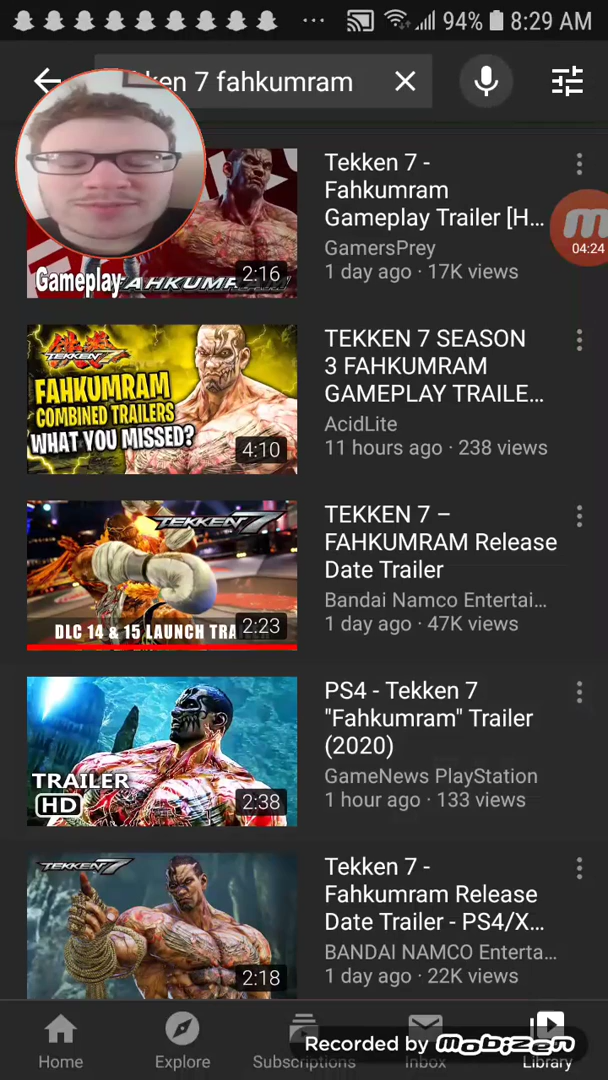 94% 8:29 AM
ken 7 fahkumram
Tekken 7 -
Fahkumram
Gameplay Trailer [H...
GamersPrey
1 day ago · 17K views
Gameplay
AHKUMRAM
2:16
04:24
TEKKEN 7 SEASON
3 FAHKUMRAM
GAMEPLAY TRAILE...
AcidLite
11 hours ago · 238 views
TEKKEN 7
FAHKUMRAM
COMBINED TRAILERS
WHAT YOU MISSED?
4:10
TEKKEN 7 –
FAHKUMRAM Release
Date Trailer
Bandai Namco Entertai...
1 day ago · 47K views
TEKKEN 7
DLC 14 & 15 LAUNCH TRA
2:23
PS4 - Tekken 7
"Fahkumram" Trailer
(2020)
GameNews PlayStation
1 hour ago · 133 views
TRAILER
HD
2:38
Tekken 7 -
Fahkumram Release
Date Trailer - PS4/X...
BANDAI NAMCO Enterta...
1 day ago · 22K views
TEKKEN 7
2:18
Home
Explore
Subscriptions
Inbox
Library
Recorded by Mobizen